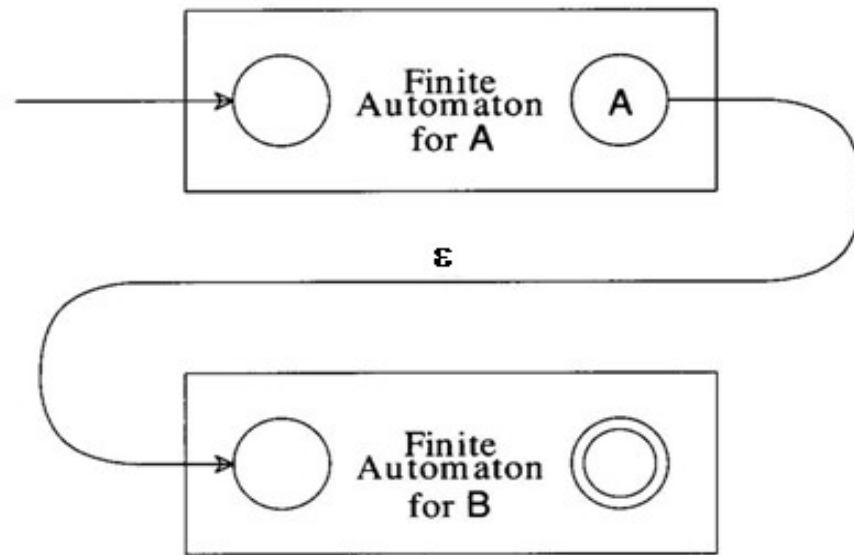 Finite
Automaton
for A
A
ε
Finite
Automaton
for B